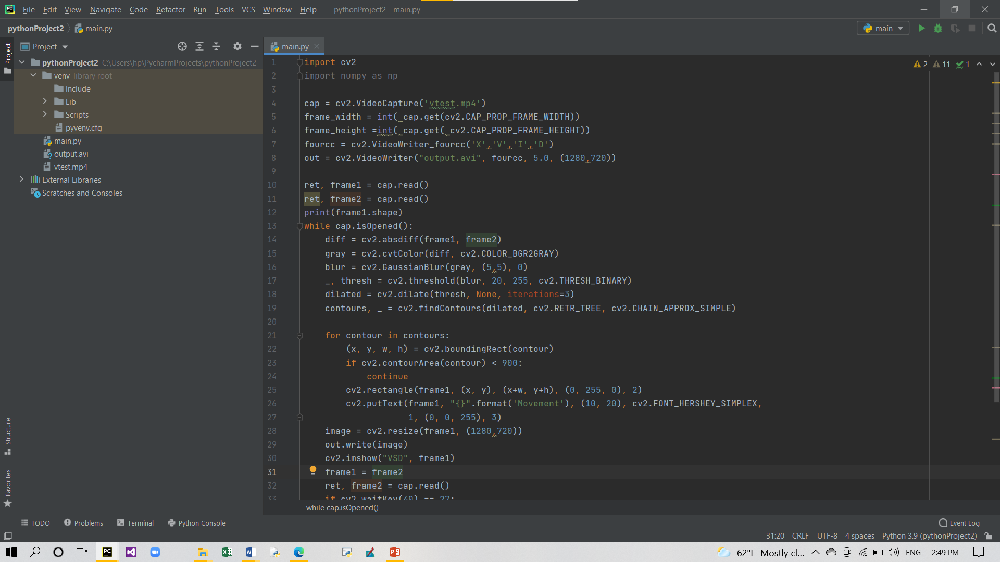 File Edit View Navigate Code Refactor Run Tools VCS Window Help pythonProject2 - main.py
pythonProject2 main.py main
Project
Project
main.py
pythonProject2 C:\Users\hp\PycharmProjects\pythonProject2
venv library root
Include
Lib
Scripts
pyvenv.cfg
main.py
output.avi
vtest.mp4
External Libraries
Scratches and Consoles
2 11 1
1 import cv2
2 import numpy as np
3
4 cap = cv2.VideoCapture('vtest.mp4')
5 frame_width = int( cap.get(cv2.CAP_PROP_FRAME_WIDTH))
6 frame_height =int( cap.get( cv2.CAP_PROP_FRAME_HEIGHT))
7 fourcc = cv2.VideoWriter_fourcc('X','V','I','D')
8 out = cv2.VideoWriter("output.avi", fourcc, 5.0, (1280,720))
9
10 ret, frame1 = cap.read()
11 ret, frame2 = cap.read()
12 print(frame1.shape)
13 while cap.isOpened():
14 diff = cv2.absdiff(frame1, frame2)
15 gray = cv2.cvtColor(diff, cv2.COLOR_BGR2GRAY)
16 blur = cv2.GaussianBlur(gray, (5,5), 0)
17 _, thresh = cv2.threshold(blur, 20, 255, cv2.THRESH_BINARY)
18 dilated = cv2.dilate(thresh, None, iterations=3)
19 contours, _ = cv2.findContours(dilated, cv2.RETR_TREE, cv2.CHAIN_APPROX_SIMPLE)
20
21 for contour in contours:
22 (x, y, w, h) = cv2.boundingRect(contour)
23 if cv2.contourArea(contour) < 900:
24 continue
25 cv2.rectangle(frame1, (x, y), (x+w, y+h), (0, 255, 0), 2)
26 cv2.putText(frame1, "{}".format('Movement'), (10, 20), cv2.FONT_HERSHEY_SIMPLEX,
27 1, (0, 0, 255), 3)
28 image = cv2.resize(frame1, (1280,720))
29 out.write(image)
30 cv2.imshow("VSD", frame1)
31 frame1 = frame2
32 ret, frame2 = cap.read()
33 if cv2.waitKey(40) == 27:
while cap.isOpened()
Structure
Favorites
TODO Problems Terminal Python Console Event Log
31:20 CRLF UTF-8 4 spaces Python 3.9 (pythonProject2)
62°F Mostly cl... ENG 2:49 PM